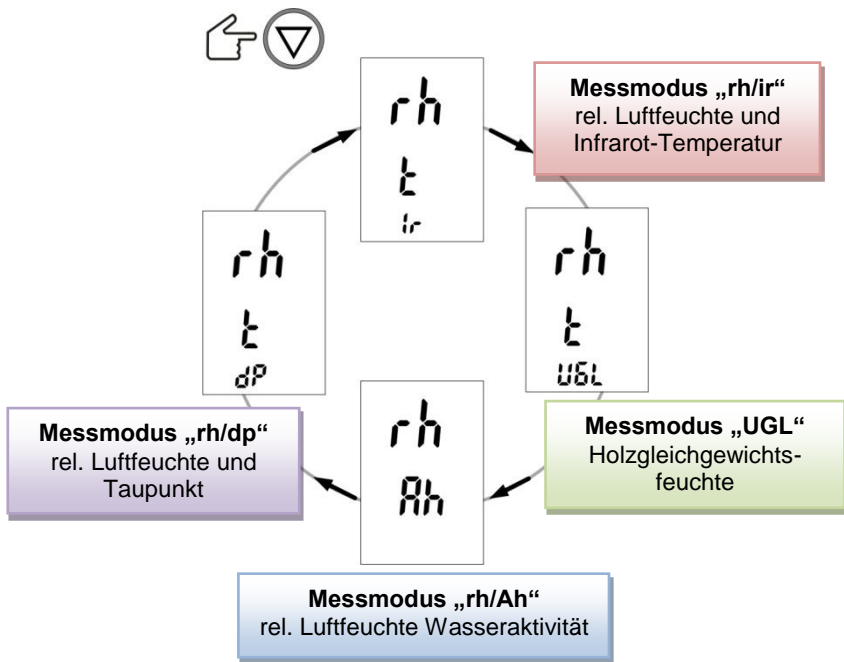 rh
t
Ir
Messmodus „rh/ir“
rel. Luftfeuchte und
Infrarot-Temperatur
rh
t
UGL
Messmodus „UGL“
Holzgleichgewichts-
feuchte
rh
Ah
Messmodus „rh/Ah“
rel. Luftfeuchte Wasseraktivität
rh
t
dP
Messmodus „rh/dp“
rel. Luftfeuchte und
Taupunkt